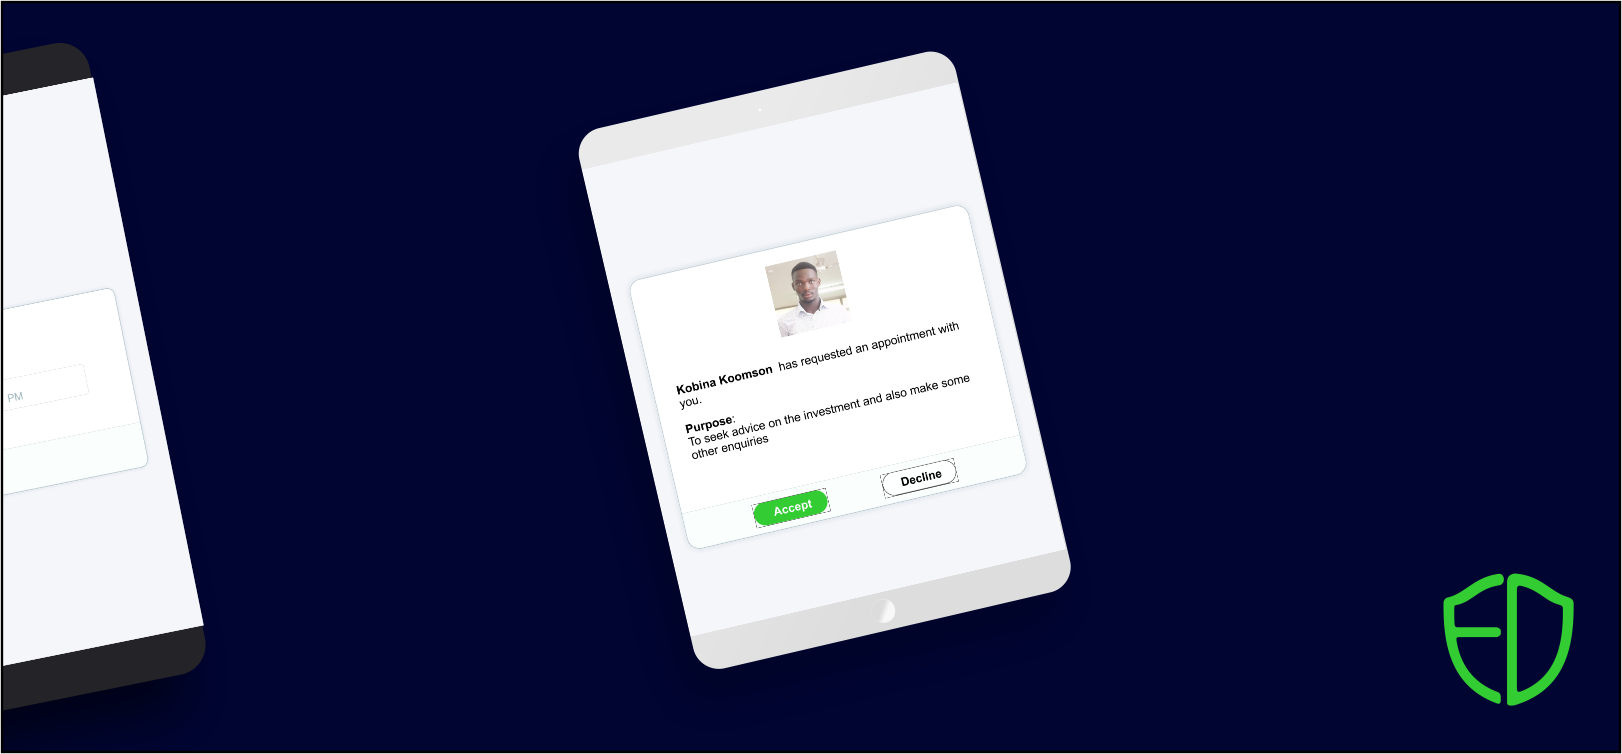 PM
Kobina Koomson has requested an appointment with
you.
Purpose:
To seek advice on the investment and also make some
other enquiries
Accept
Decline
ED